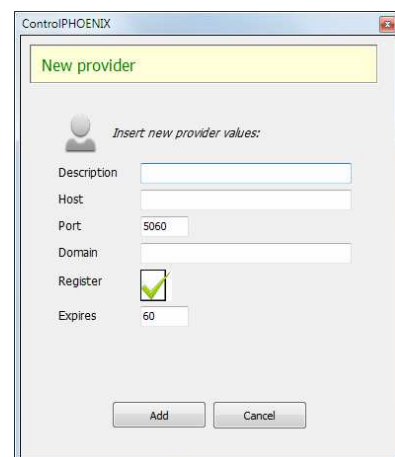 ControlPHOENIX
New provider
Insert new provider values:
Description
Host
Port 5060
Domain
Register
Expires 60
Add Cancel